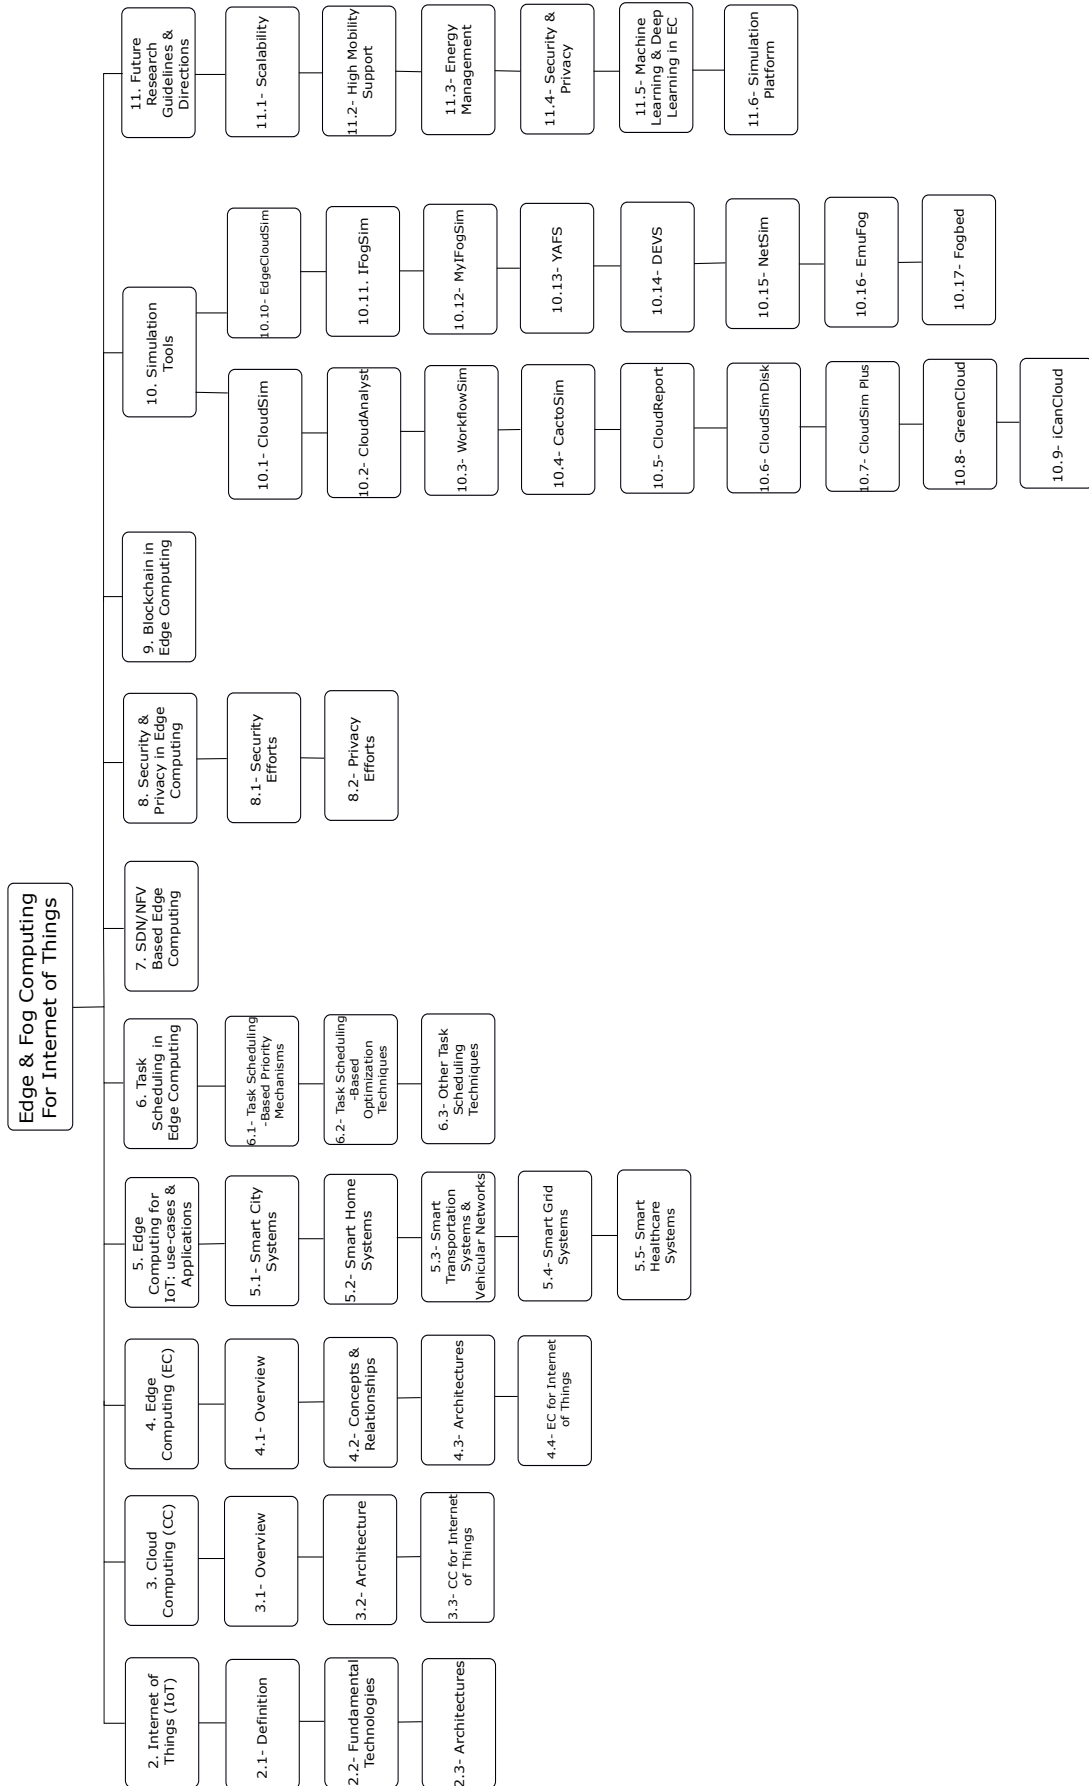 Edge & Fog Computing
For Internet of Things
2. Internet of
Things (IoT)
2.1- Definition
2.2- Fundamental
Technologies
2.3- Architectures
3. Cloud
Computing (CC)
3.1- Overview
3.2- Architecture
3.3- CC for Internet
of Things
4. Edge
Computing (EC)
4.1- Overview
4.2- Concepts &
Relationships
4.3- Architectures
4.4- EC for Internet
of Things
5. Edge
Computing for
IoT: use-cases &
Applications
5.1- Smart City
Systems
5.2- Smart Home
Systems
5.3- Smart
Transportation
Systems &
Vehicular Networks
5.4- Smart Grid
Systems
5.5- Smart
Healthcare
Systems
6. Task
Scheduling in
Edge Computing
6.1- Task Scheduling
-Based Priority
Mechanisms
6.2- Task Scheduling
-Based
Optimization
Techniques
6.3- Other Task
Scheduling
Techniques
7. SDN/NFV
Based Edge
Computing
8. Security &
Privacy in Edge
Computing
8.1- Security
Efforts
8.2- Privacy
Efforts
9. Blockchain in
Edge Computing
10. Simulation
Tools
10.1- CloudSim
10.2- CloudAnalyst
10.3- WorkflowSim
10.4- CactoSim
10.5- CloudReport
10.6- CloudSimDisk
10.7- CloudSim Plus
10.8- GreenCloud
10.9- iCanCloud
10.10- EdgeCloudSim
10.11. IFogSim
10.12- MyIFogSim
10.13- YAFS
10.14- DEVS
10.15- NetSim
10.16- EmuFog
10.17- Fogbed
11. Future
Research
Guidelines &
Directions
11.1- Scalability
11.2- High Mobility
Support
11.3- Energy
Management
11.4- Security &
Privacy
11.5- Machine
Learning & Deep
Learning in EC
11.6- Simulation
Platform